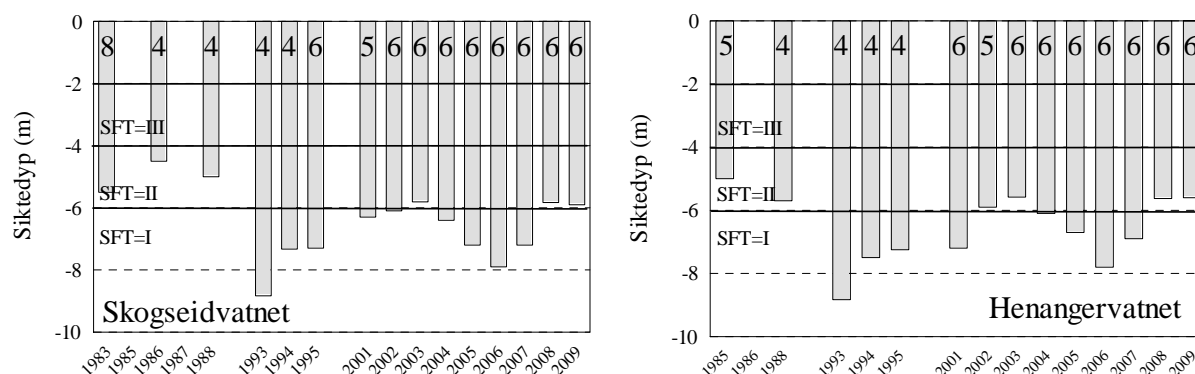 0
-2
-4
-6
-8
-10
Siktedyp (m)
8 4 4 4 4 6 5 6 6 6 6 6 6 6 6
SFT=III
SFT=II
SFT=I
Skogseidvatnet
1983 1985 1986 1987 1988 1993 1994 1995 2001 2002 2003 2004 2005 2006 2007 2008 2009
0
-2
-4
-6
-8
-10
Siktedyp (m)
5 4 4 4 4 6 5 6 6 6 6 6 6 6
SFT=III
SFT=II
SFT=I
Henangervatnet
1985 1986 1988 1993 1994 1995 2001 2002 2003 2004 2005 2006 2007 2008 2009